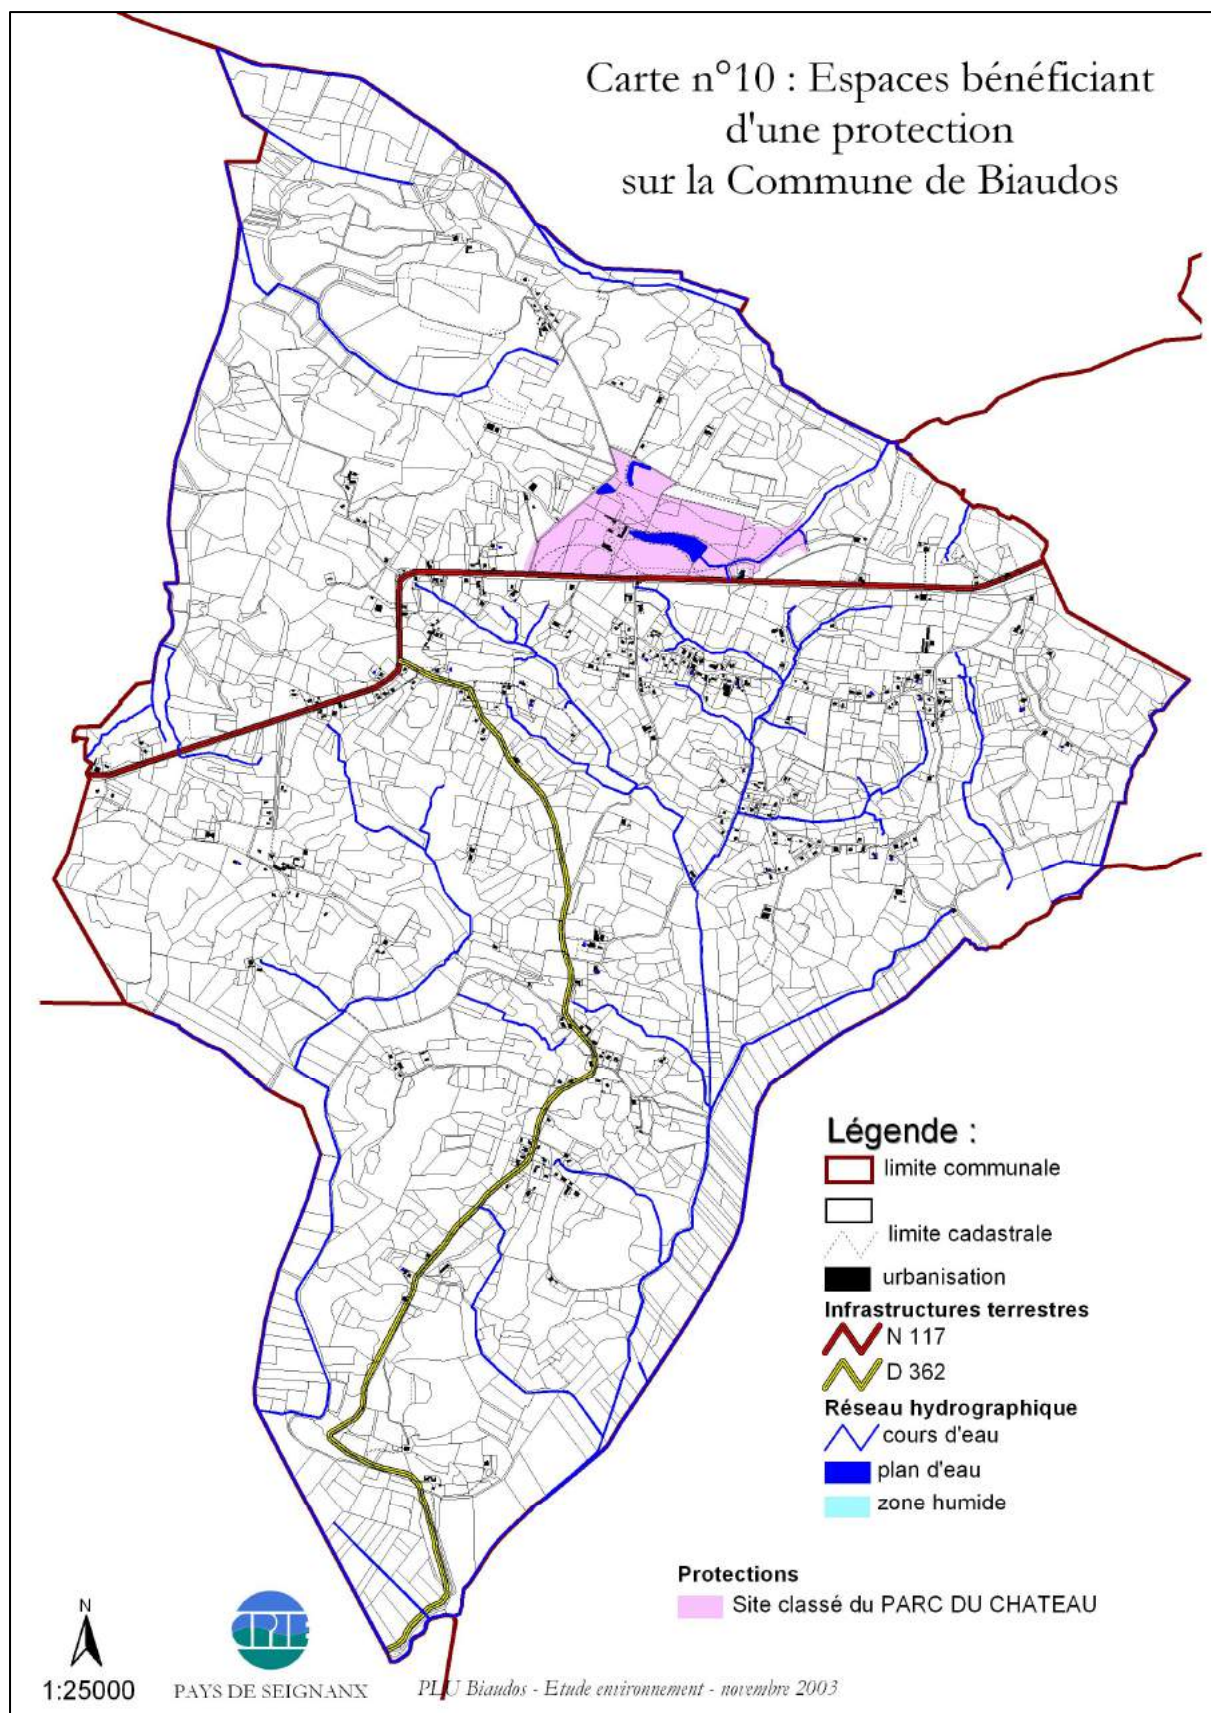 Carte n°10 : Espaces bénéficiant
d'une protection
sur la Commune de Biaudos
Légende :
limite communale
limite cadastrale
urbanisation
Infrastructures terrestres
N 117
D 362
Réseau hydrographique
cours d'eau
plan d'eau
zone humide
Protections
Site classé du PARC DU CHATEAU
N
1:25000
CPIE
PAYS DE SEIGNANX
PLU Biaudos - Etude environnement - novembre 2003